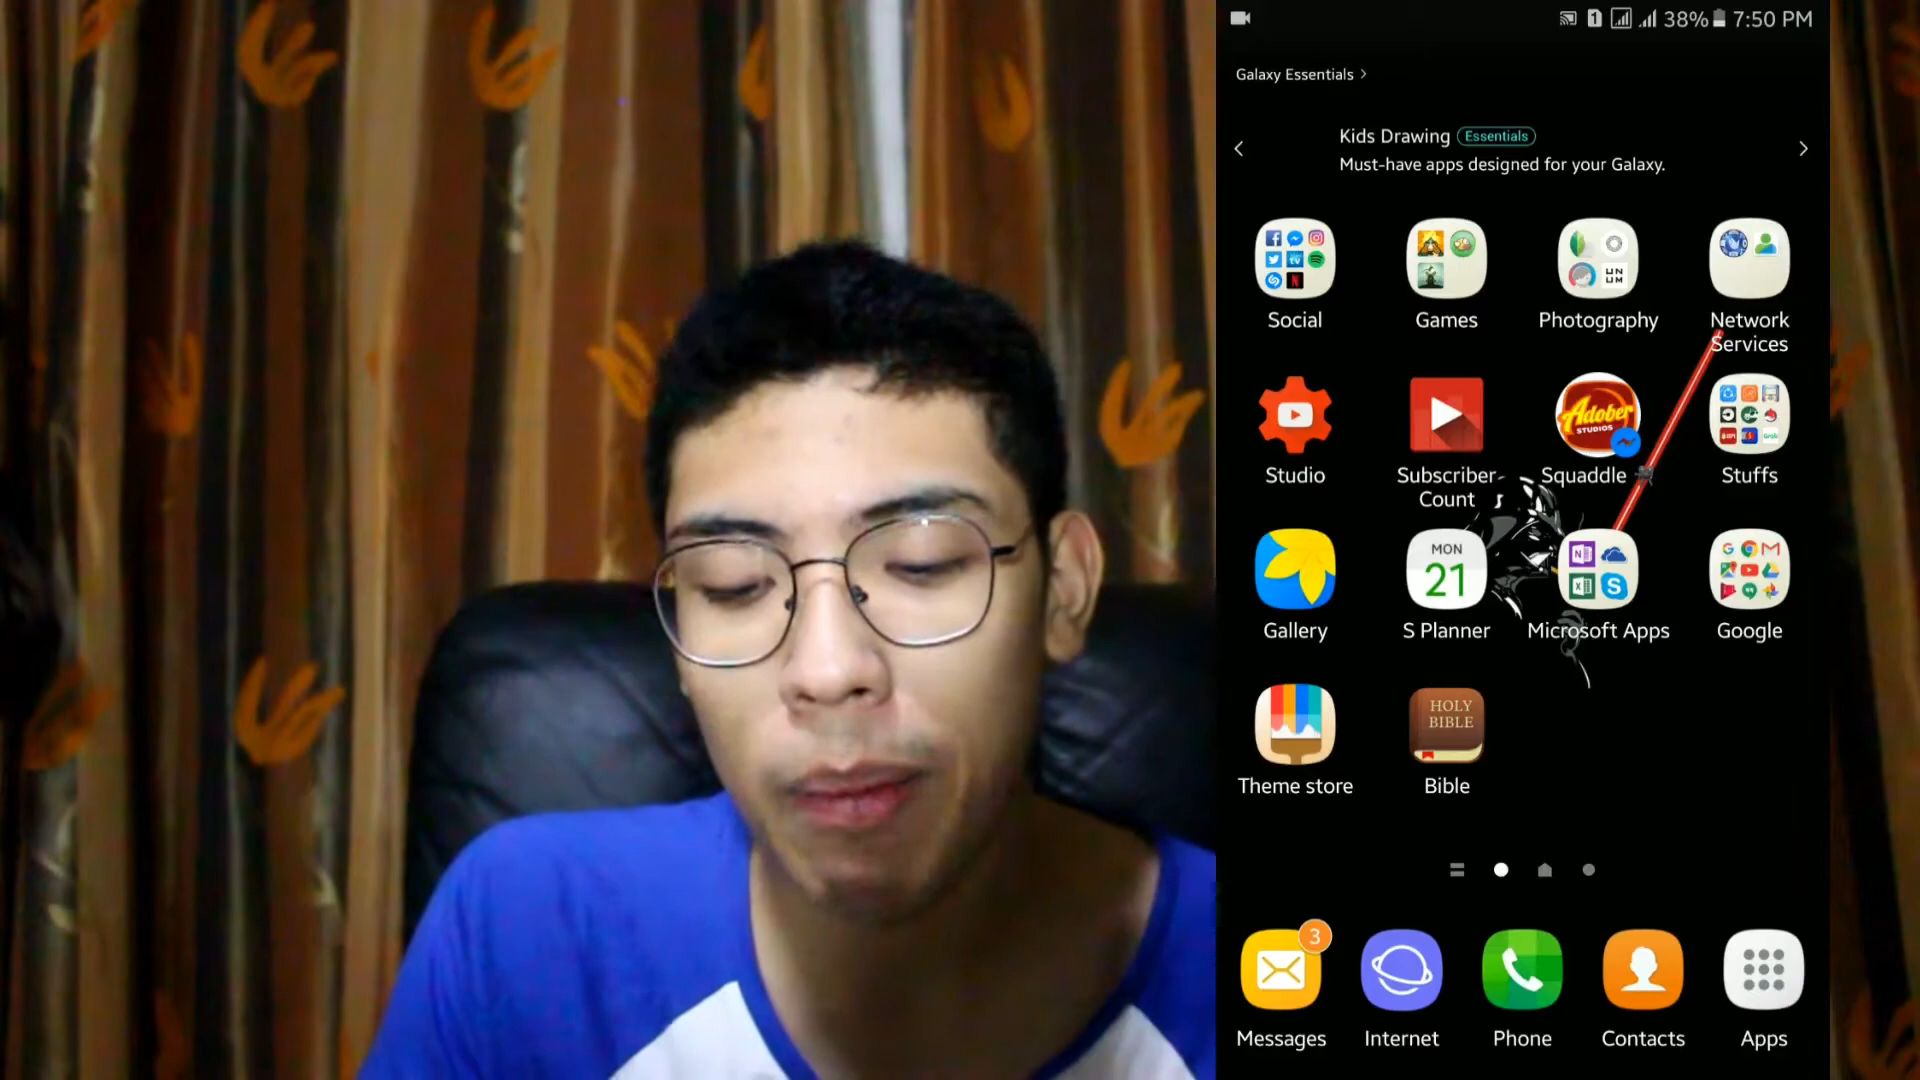 38% 7:50 PM
Galaxy Essentials >
Kids Drawing Essentials
Must-have apps designed for your Galaxy.
Social
Games
Photography
Network
Services
Adober
STUDIOS
Studio
Subscriber
Count
Squaddle
Stuffs
MON
21
Gallery
S Planner
Microsoft Apps
Google
HOLY
BIBLE
Theme store
Bible
3
Messages
Internet
Phone
Contacts
Apps